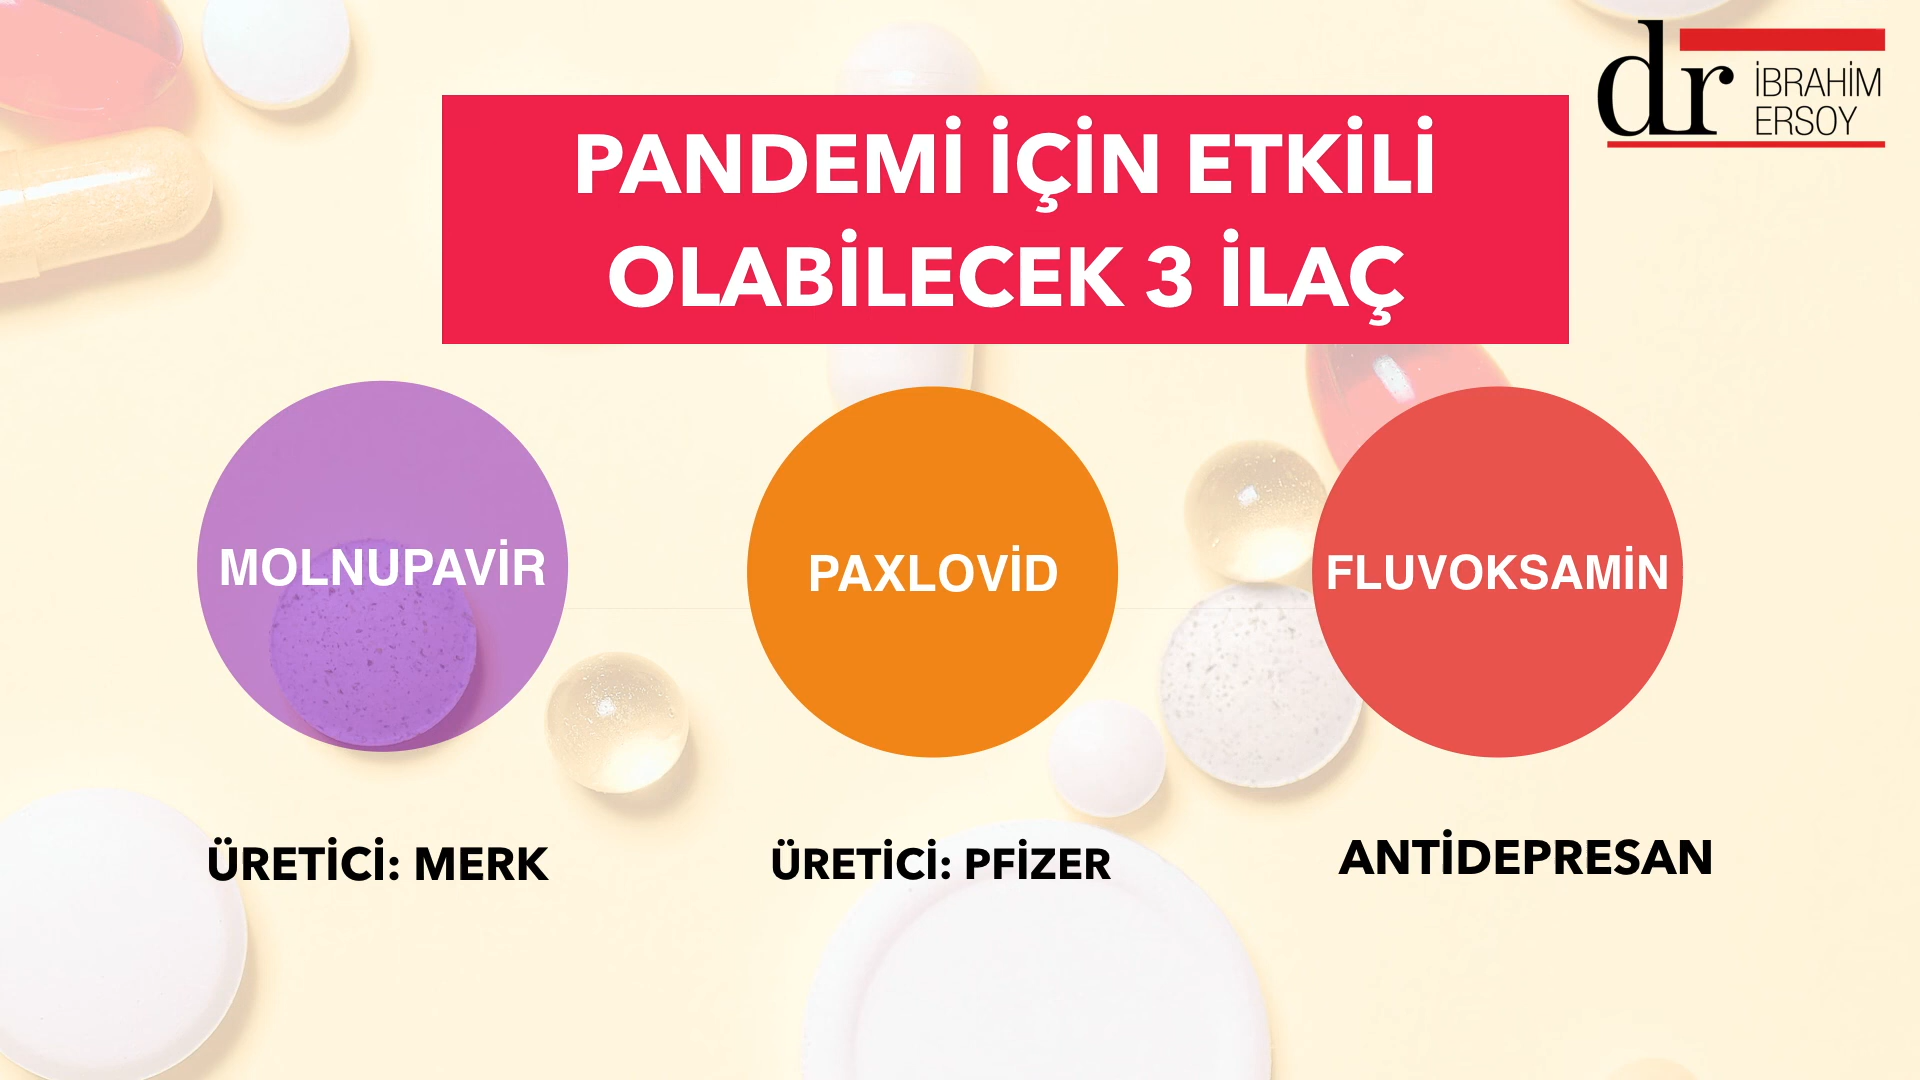 dr İBRAHİM
ERSOY
PANDEMİ İÇİN ETKİLİ
OLABİLECEK 3 İLAÇ
MOLNUPAVİR
PAXLOVİD
FLUVOKSAMİN
ÜRETİCİ: MERK
ÜRETİCİ: PFİZER
ANTİDEPRESAN